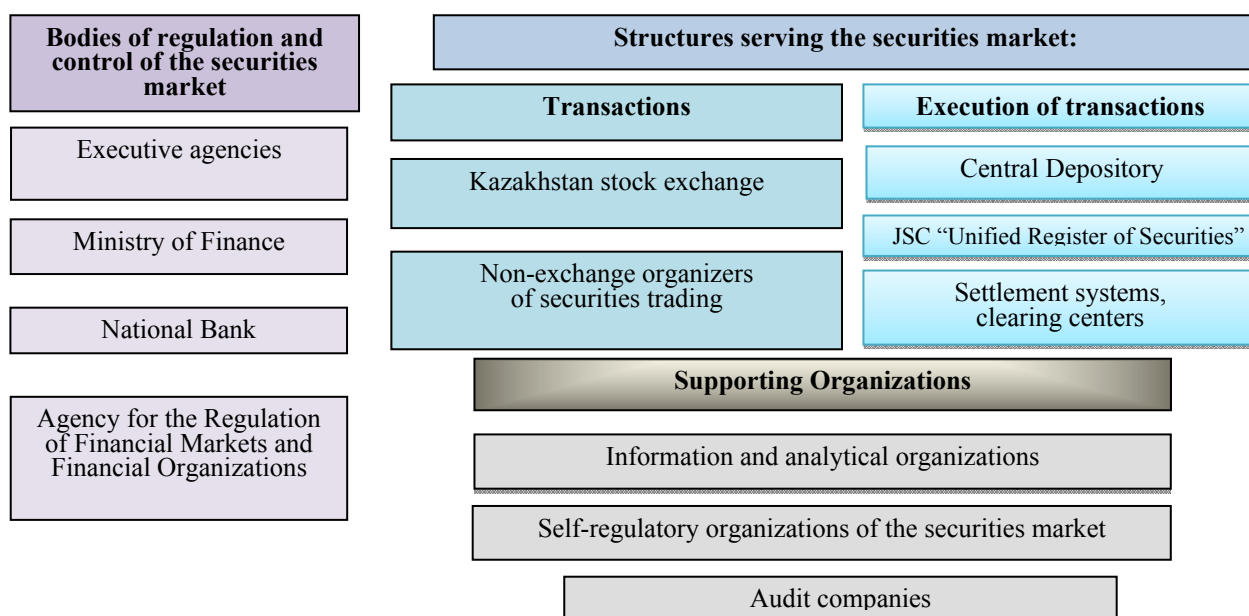 Bodies of regulation and
control of the securities
market
Executive agencies
Ministry of Finance
National Bank
Agency for the Regulation
of Financial Markets and
Financial Organizations
Structures serving the securities market:
Transactions
Kazakhstan stock exchange
Non-exchange organizers
of securities trading
Execution of transactions
Central Depository
JSC “Unified Register of Securities”
Settlement systems,
clearing centers
Supporting Organizations
Information and analytical organizations
Self-regulatory organizations of the securities market
Audit companies